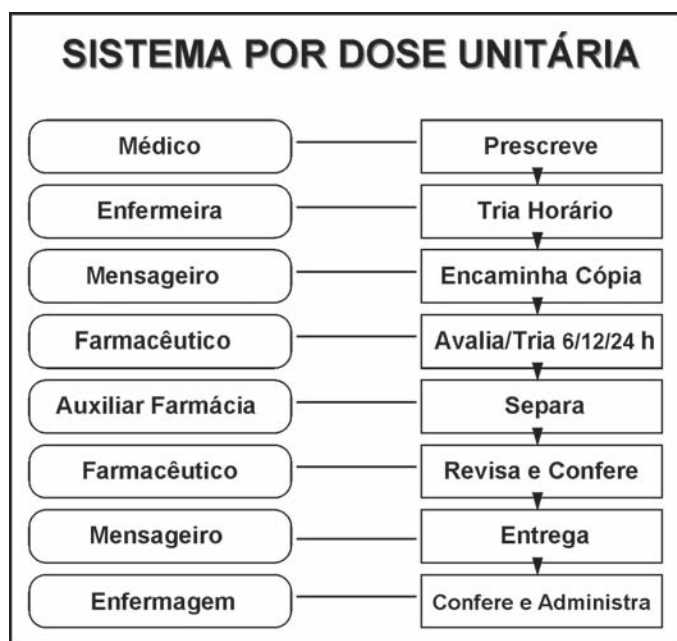 SISTEMA POR DOSE UNITÁRIA
Médico
Prescreve
Enfermeira
Tria Horário
Mensageiro
Encaminha Cópia
Farmacêutico
Avalia/Tria 6/12/24 h
Auxiliar Farmácia
Separa
Farmacêutico
Revisa e Confere
Mensageiro
Entrega
Enfermagem
Confere e Administra